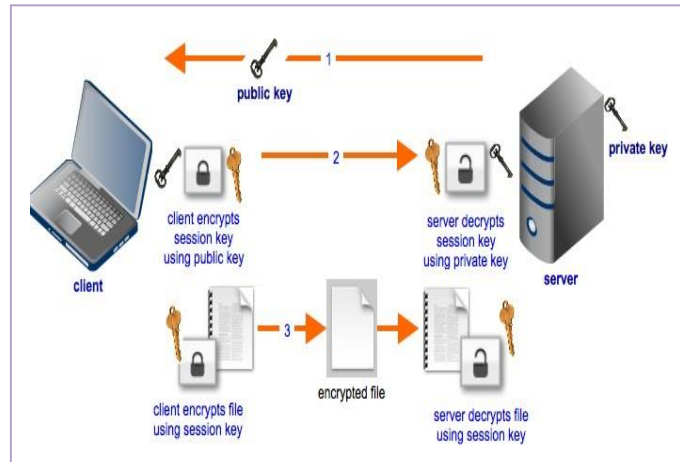 1
public key
private key
2
client encrypts
session key
using public key
server decrypts
session key
using private key
client
server
3
encrypted file
client encrypts file
using session key
server decrypts file
using session key